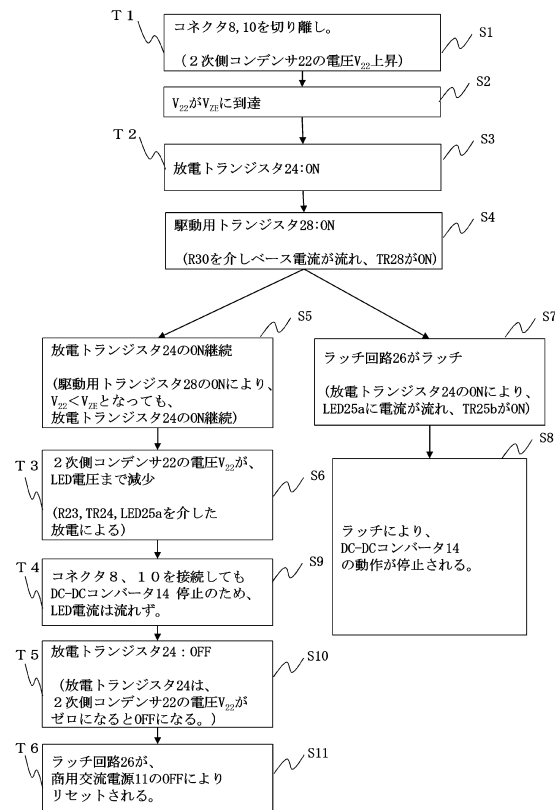 T1
コネクタ8,10を切り離し。
(2次側コンデンサ22の電圧V22上昇)
S1
S2
V22がVZEに到達
T2
S3
放電トランジスタ24:ON
S4
駆動用トランジスタ28:ON
(R30を介しベース電流が流れ、TR28がON)
S5
放電トランジスタ24のON継続
(駆動用トランジスタ28のONにより、
V22<VZEとなっても、
放電トランジスタ24のON継続)
S7
ラッチ回路26がラッチ
(放電トランジスタ24のONにより、
LED25aに電流が流れ、TR25bがON)
T3
2次側コンデンサ22の電圧V22が、
LED電圧まで減少
(R23,TR24,LED25aを介した
放電による)
S6
S8
ラッチにより、
DC-DCコンバータ14
の動作が停止される。
T4
コネクタ8、10を接続しても
DC-DCコンバータ14 停止のため、
LED電流は流れず。
S9
T5
放電トランジスタ24:OFF
(放電トランジスタ24は、
2次側コンデンサ22の電圧V22が
ゼロになるとOFFになる。)
S10
T6
ラッチ回路26が、
商用交流電源11のOFFにより
リセットされる。
S11